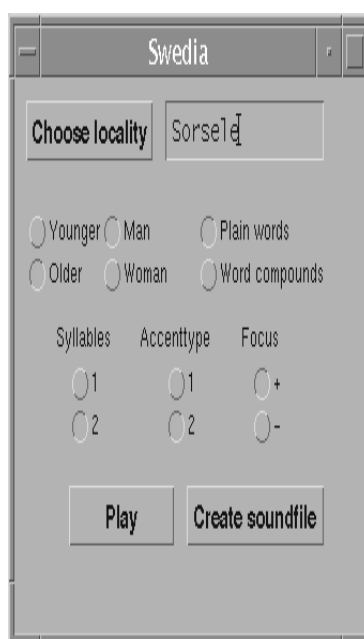 Swedia
Choose locality Sorsele
Younger Man Plain words
Older Woman Word compounds
Syllables Accenttype Focus
1 1 +
2 2 -
Play Create soundfile